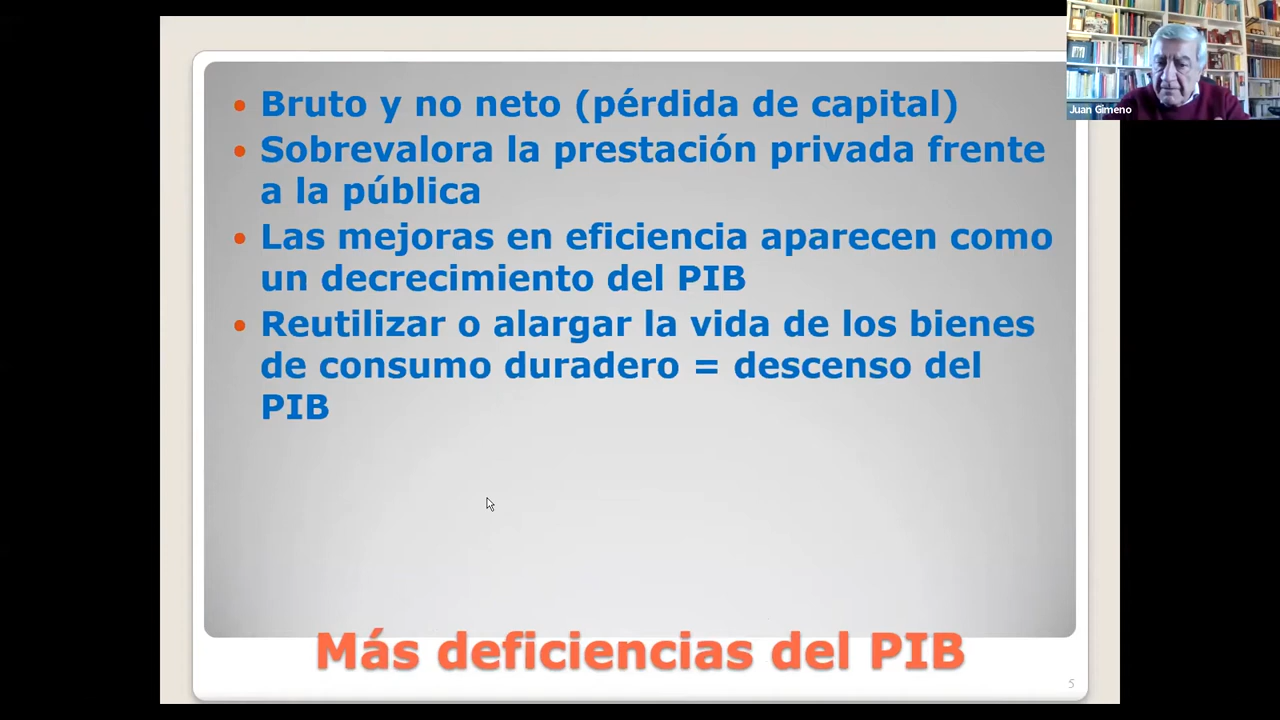 Juan Gimeno
• Bruto y no neto (pérdida de capital)
• Sobrevalora la prestación privada frente
a la pública
• Las mejoras en eficiencia aparecen como
un decrecimiento del PIB
• Reutilizar o alargar la vida de los bienes
de consumo duradero = descenso del
PIB
Más deficiencias del PIB
5